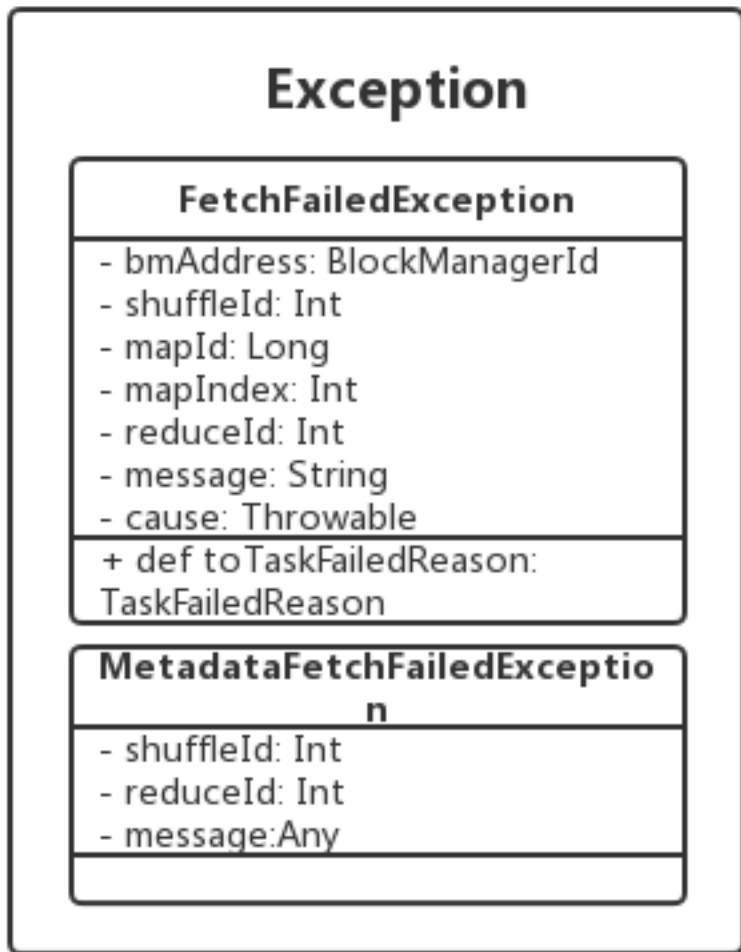 Exception
FetchFailedException
- bmAddress: BlockManagerId
- shuffleId: Int
- mapId: Long
- mapIndex: Int
- reduceId: Int
- message: String
- cause: Throwable
+ def toTaskFailedReason:
TaskFailedReason
MetadataFetchFailedExceptio
n
- shuffleId: Int
- reduceId: Int
- message:Any